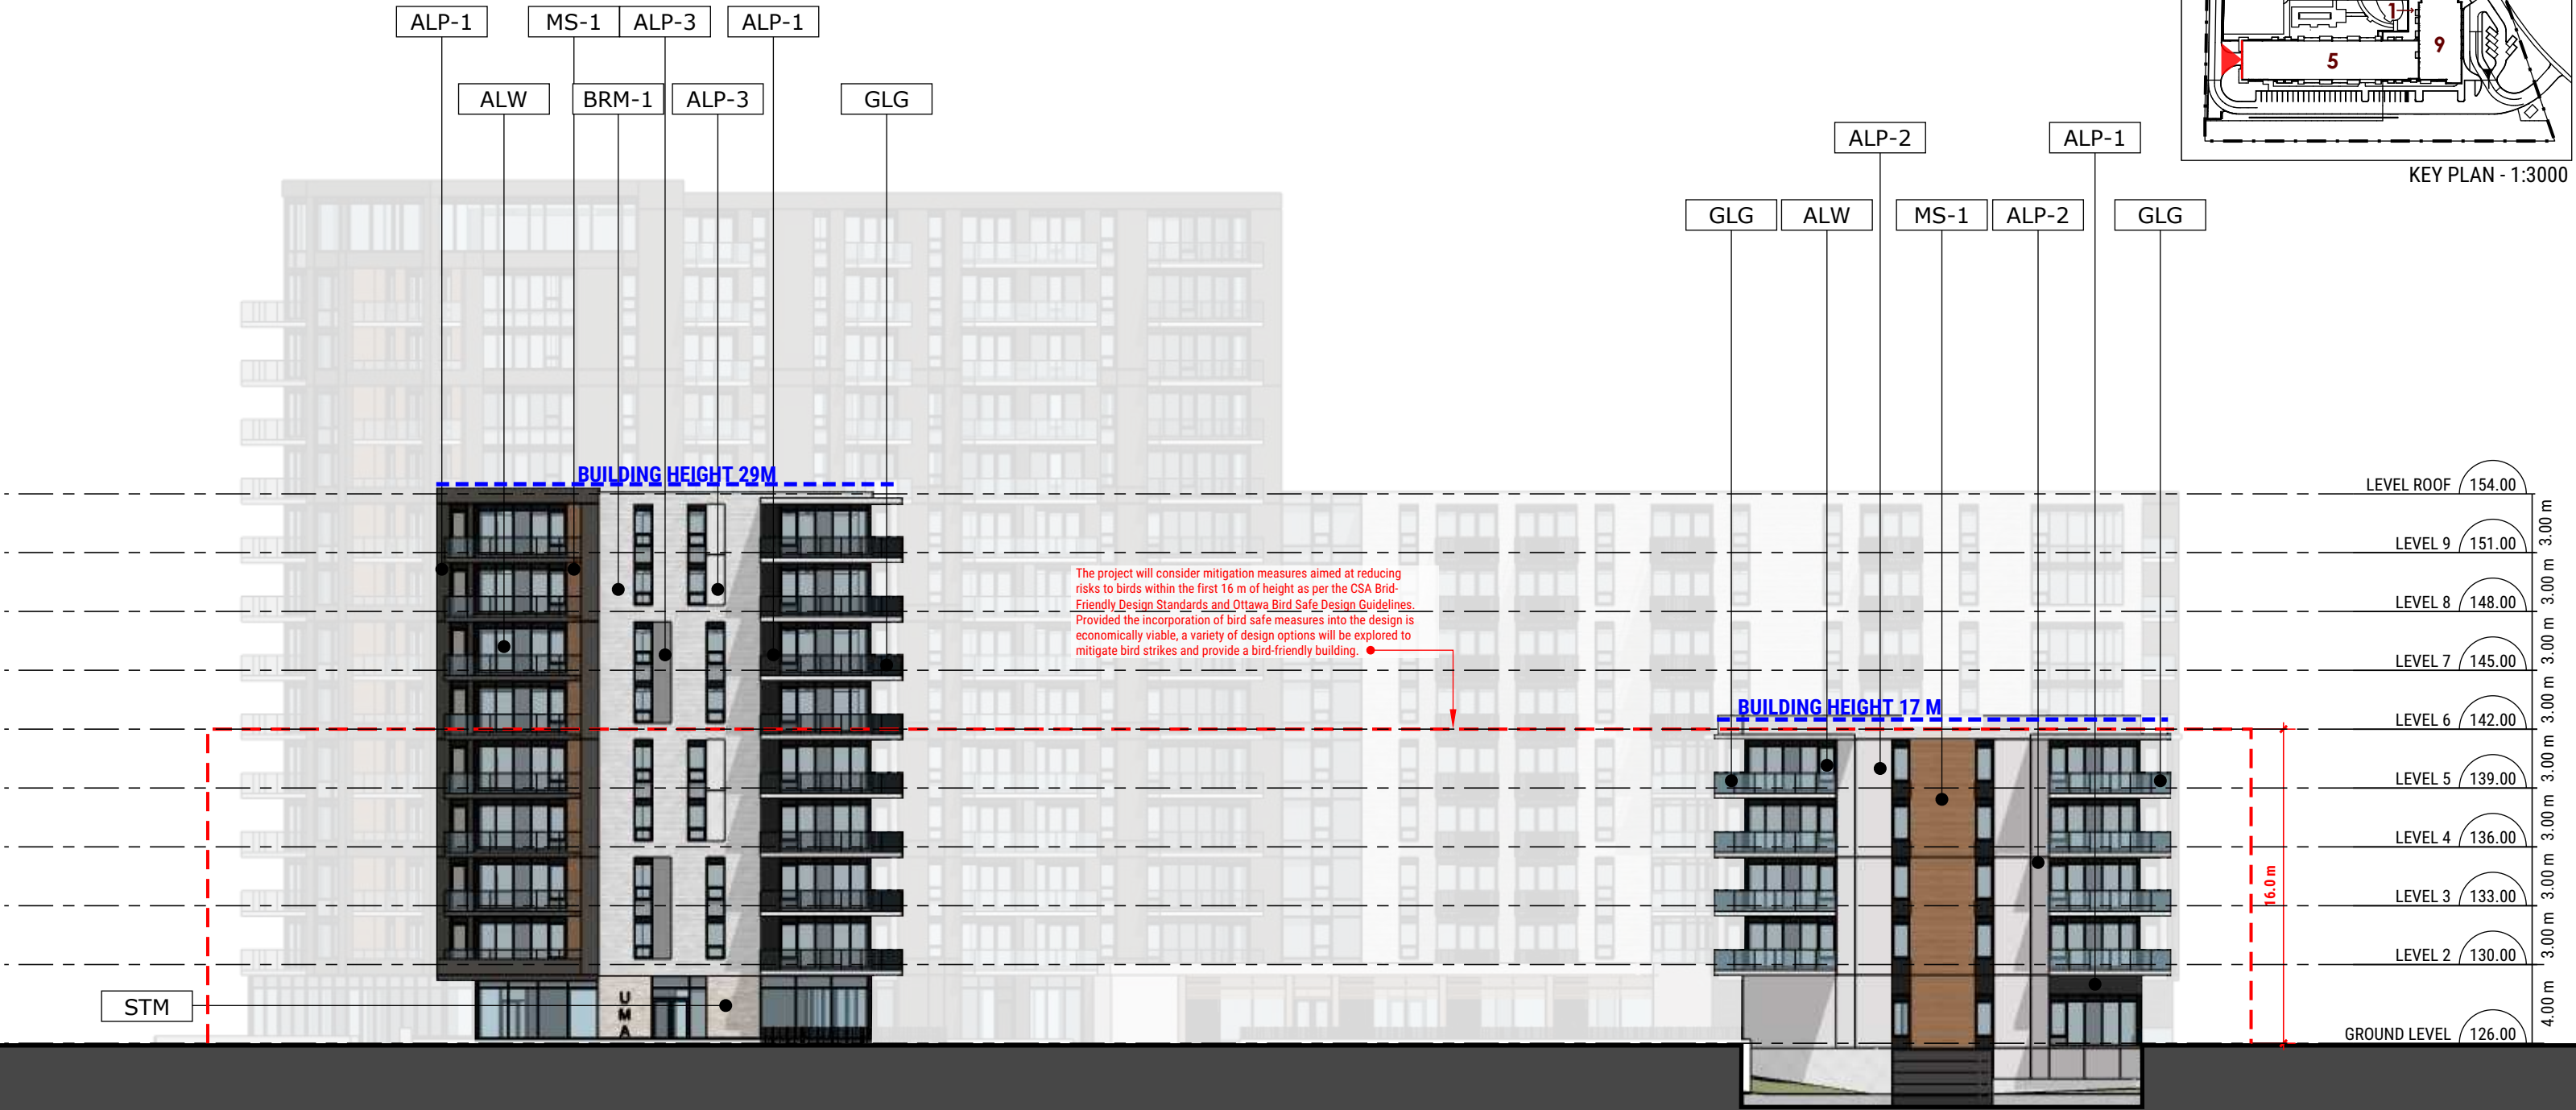 ALP-1
MS-1
ALP-3
ALP-1
1
9
5
ALW
BRM-1
ALP-3
GLG
ALP-2
ALP-1
KEY PLAN - 1:3000
GLG
ALW
MS-1
ALP-2
GLG
BUILDING HEIGHT 29M
LEVEL ROOF 154.00
3.00 m
LEVEL 9 151.00
3.00 m
The project will consider mitigation measures aimed at reducing
risks to birds within the first 16 m of height as per the CSA Brid-
Friendly Design Standards and Ottawa Bird Safe Design Guidelines.
Provided the incorporation of bird safe measures into the design is
economically viable, a variety of design options will be explored to
mitigate bird strikes and provide a bird-friendly building.
LEVEL 8 148.00
3.00 m
LEVEL 7 145.00
3.00 m
BUILDING HEIGHT 17 M
LEVEL 6 142.00
3.00 m
LEVEL 5 139.00
3.00 m
LEVEL 4 136.00
3.00 m
16.0 m
LEVEL 3 133.00
3.00 m
LEVEL 2 130.00
4.00 m
STM
UMA
GROUND LEVEL 126.00